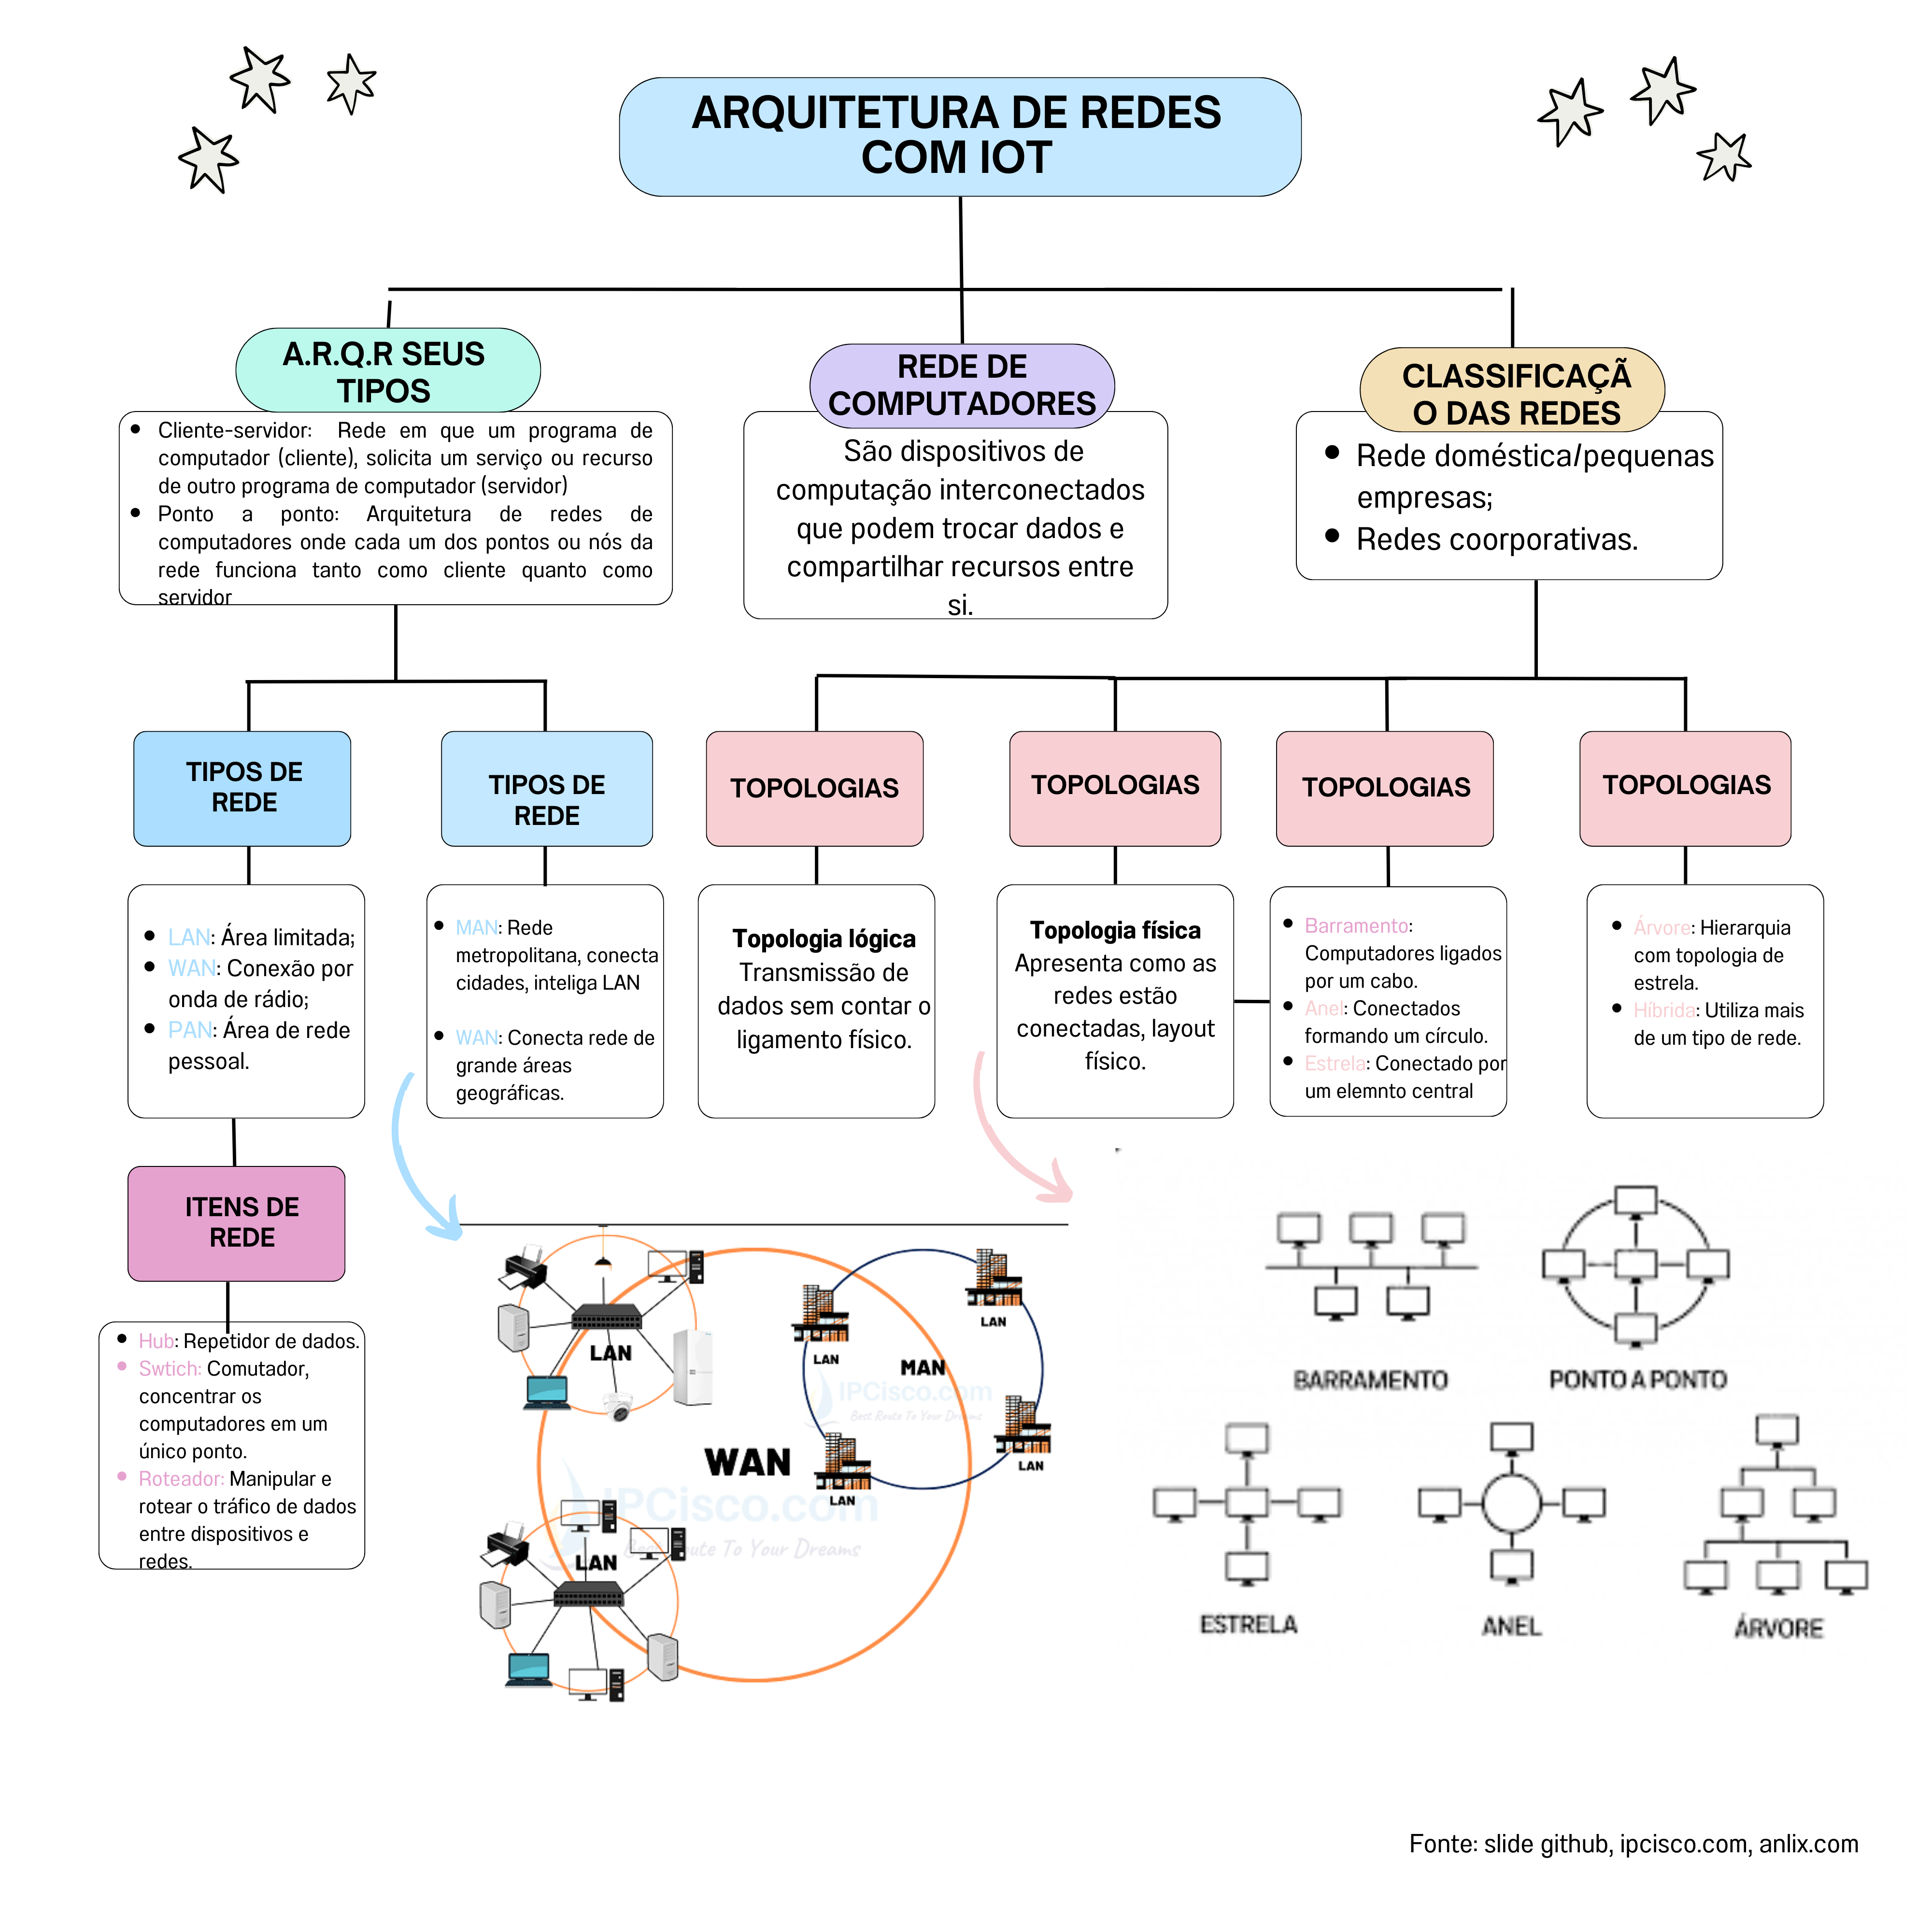 ARQUITETURA DE REDES
COM IOT
A.R.Q.R SEUS
TIPOS
Cliente-servidor: Rede em que um programa de
computador (cliente), solicita um serviço ou recurso
de outro programa de computador (servidor)
Ponto a ponto: Arquitetura de redes de
computadores onde cada um dos pontos ou nós da
rede funciona tanto como cliente quanto como
servidor
REDE DE
COMPUTADORES
São dispositivos de
computação interconectados
que podem trocar dados e
compartilhar recursos entre
si.
CLASSIFICAÇÃ
O DAS REDES
Rede doméstica/pequenas
empresas;
Redes coorporativas.
TIPOS DE
REDE
TIPOS DE
REDE
TOPOLOGIAS
TOPOLOGIAS
TOPOLOGIAS
TOPOLOGIAS
LAN: Área limitada;
WAN: Conexão por
onda de rádio;
PAN: Área de rede
pessoal.
MAN: Rede
metropolitana, conecta
cidades, inteliga LAN
WAN: Conecta rede de
grande áreas
geográficas.
Topologia lógica
Transmissão de
dados sem contar o
ligamento físico.
Topologia física
Apresenta como as
redes estão
conectadas, layout
físico.
Barramento:
Computadores ligados
por um cabo.
Anel: Conectados
formando um círculo.
Estrela: Conectado por
um elemnto central
Árvore: Hierarquia
com topologia de
estrela.
Híbrida: Utiliza mais
de um tipo de rede.
ITENS DE
REDE
Hub: Repetidor de dados.
Swtich: Comutador,
concentrar os
computadores em um
único ponto.
Roteador: Manipular e
rotear o tráfico de dados
entre dispositivos e
redes.
LAN
LAN
LAN
MAN
IPCisco.com
Best Route To Your Dreams
LAN
LAN
WAN
IPCisco.com
Best Route To Your Dreams
LAN
BARRAMENTO
PONTO A PONTO
ESTRELA
ANEL
ÁRVORE
Fonte: slide github, ipcisco.com, anlix.com